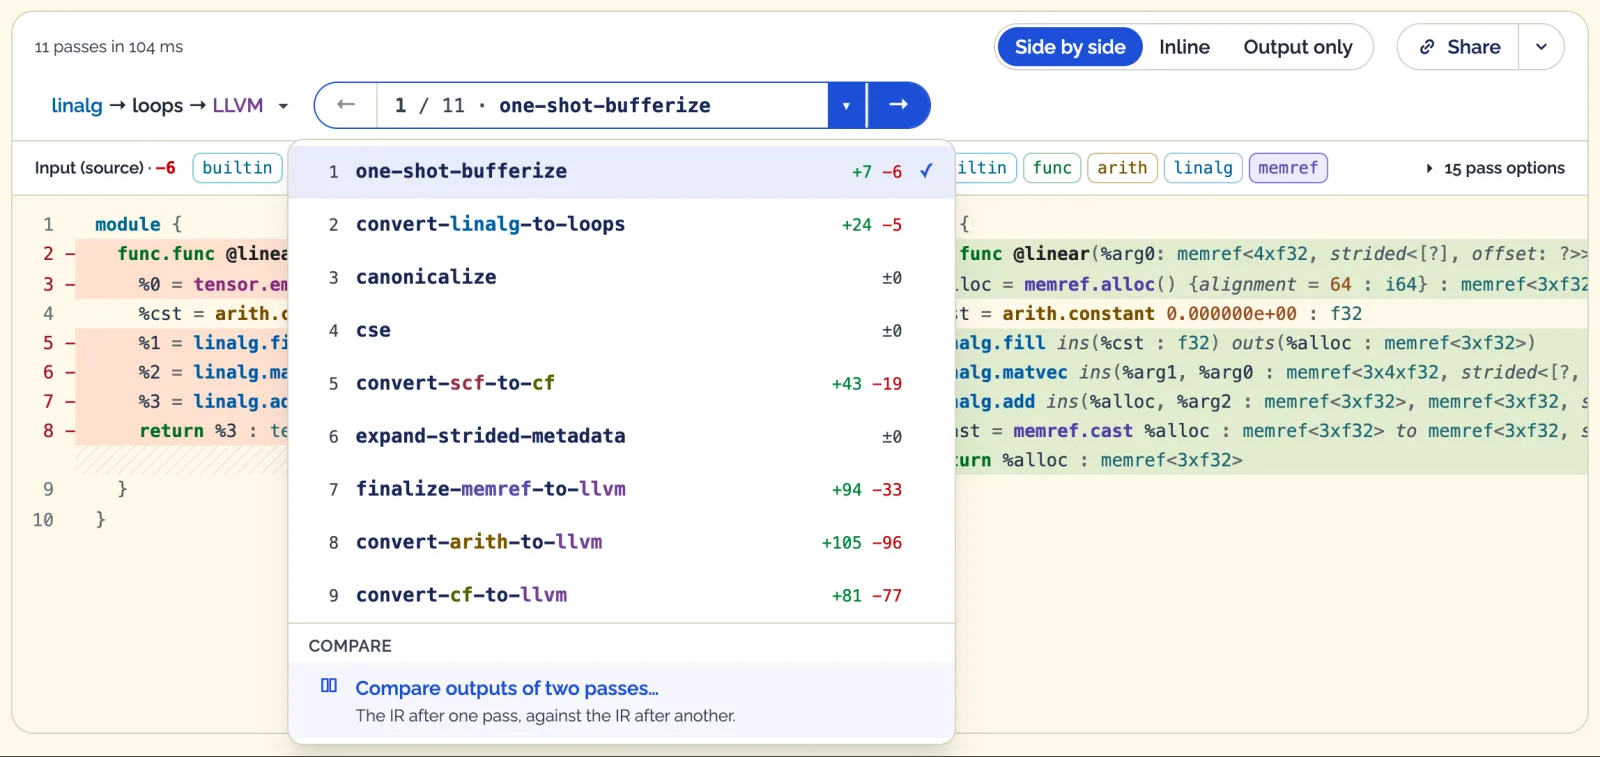 11 passes in 104 ms
Side by side Inline Output only Share
linalg → loops → LLVM
← 1 / 11 · one-shot-bufferize →
Input (source) · −6 builtin
iltin func arith linalg memref 15 pass options
1 one-shot-bufferize +7 −6 ✓
2 convert-linalg-to-loops +24 −5
3 canonicalize ±0
4 cse ±0
5 convert-scf-to-cf +43 −19
6 expand-strided-metadata ±0
7 finalize-memref-to-llvm +94 −33
8 convert-arith-to-llvm +105 −96
9 convert-cf-to-llvm +81 −77
COMPARE
Compare outputs of two passes…
The IR after one pass, against the IR after another.
1 module {
2 − func.func @linea
3 − %0 = tensor.em
4 %cst = arith.c
5 − %1 = linalg.fi
6 − %2 = linalg.ma
7 − %3 = linalg.ad
8 − return %3 : te
9 }
10 }
{
func @linear(%arg0: memref<4xf32, strided<[?], offset: ?>>
loc = memref.alloc() {alignment = 64 : i64} : memref<3xf32
st = arith.constant 0.000000e+00 : f32
alg.fill ins(%cst : f32) outs(%alloc : memref<3xf32>)
alg.matvec ins(%arg1, %arg0 : memref<3x4xf32, strided<[?,
alg.add ins(%alloc, %arg2 : memref<3xf32>, memref<3xf32, s
ast = memref.cast %alloc : memref<3xf32> to memref<3xf32, s
urn %alloc : memref<3xf32>